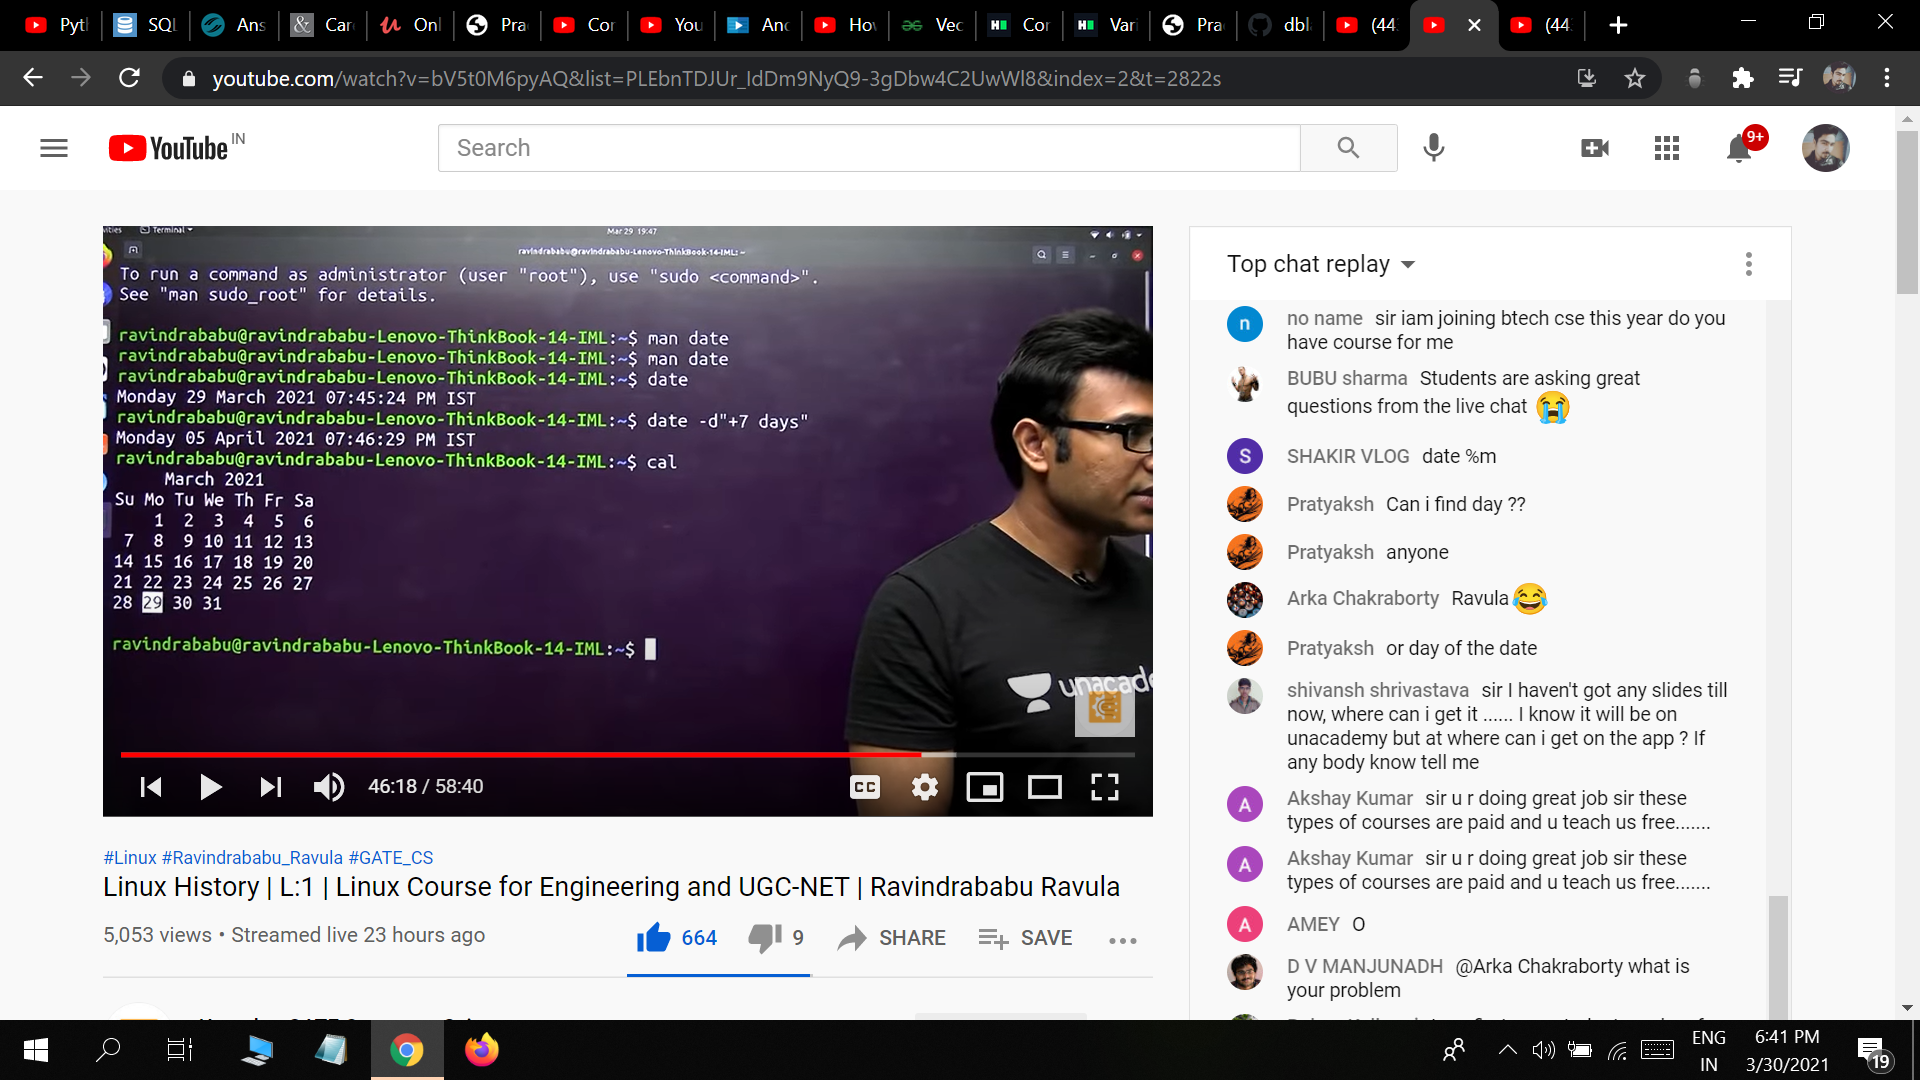 Pytl
SQL
Ans
Car
Onl
Pra
Cor
You
Anc
Hov
Vec
Cor
Vari
Pra
dbl
(44
(44
youtube.com/watch?v=bV5t0M6pyAQ&list=PLEbnTDJUr_IdDm9NyQ9-3gDbw4C2UwWl8&index=2&t=2822s
YouTube IN
Search
9+
Terminal
Mar 29 19:47
ravindrababu@ravindrababu-Lenovo-ThinkBook-14-IML: ~
To run a command as administrator (user "root"), use "sudo <command>".
See "man sudo_root" for details.
ravindrababu@ravindrababu-Lenovo-ThinkBook-14-IML:~$ man date
ravindrababu@ravindrababu-Lenovo-ThinkBook-14-IML:~$ man date
ravindrababu@ravindrababu-Lenovo-ThinkBook-14-IML:~$ date
Monday 29 March 2021 07:45:24 PM IST
ravindrababu@ravindrababu-Lenovo-ThinkBook-14-IML:~$ date -d"+7 days"
Monday 05 April 2021 07:46:29 PM IST
ravindrababu@ravindrababu-Lenovo-ThinkBook-14-IML:~$ cal
March 2021
Su Mo Tu We Th Fr Sa
1 2 3 4 5 6
7 8 9 10 11 12 13
14 15 16 17 18 19 20
21 22 23 24 25 26 27
28 29 30 31
ravindrababu@ravindrababu-Lenovo-ThinkBook-14-IML:~$
unacade
46:18 / 58:40
CC
#Linux #Ravindrababu_Ravula #GATE_CS
Linux History | L:1 | Linux Course for Engineering and UGC-NET | Ravindrababu Ravula
5,053 views • Streamed live 23 hours ago
664
9
SHARE
SAVE
Top chat replay
n
no name sir iam joining btech cse this year do you
have course for me
BUBU sharma Students are asking great
questions from the live chat 😭
S
SHAKIR VLOG date %m
Pratyaksh Can i find day ??
Pratyaksh anyone
Arka Chakraborty Ravula😂
Pratyaksh or day of the date
shivansh shrivastava sir I haven't got any slides till
now, where can i get it ...... I know it will be on
unacademy but at where can i get on the app ? If
any body know tell me
A
Akshay Kumar sir u r doing great job sir these
types of courses are paid and u teach us free.......
A
Akshay Kumar sir u r doing great job sir these
types of courses are paid and u teach us free.......
A
AMEY O
D V MANJUNADH @Arka Chakraborty what is
your problem
ENG
IN
6:41 PM
3/30/2021
19